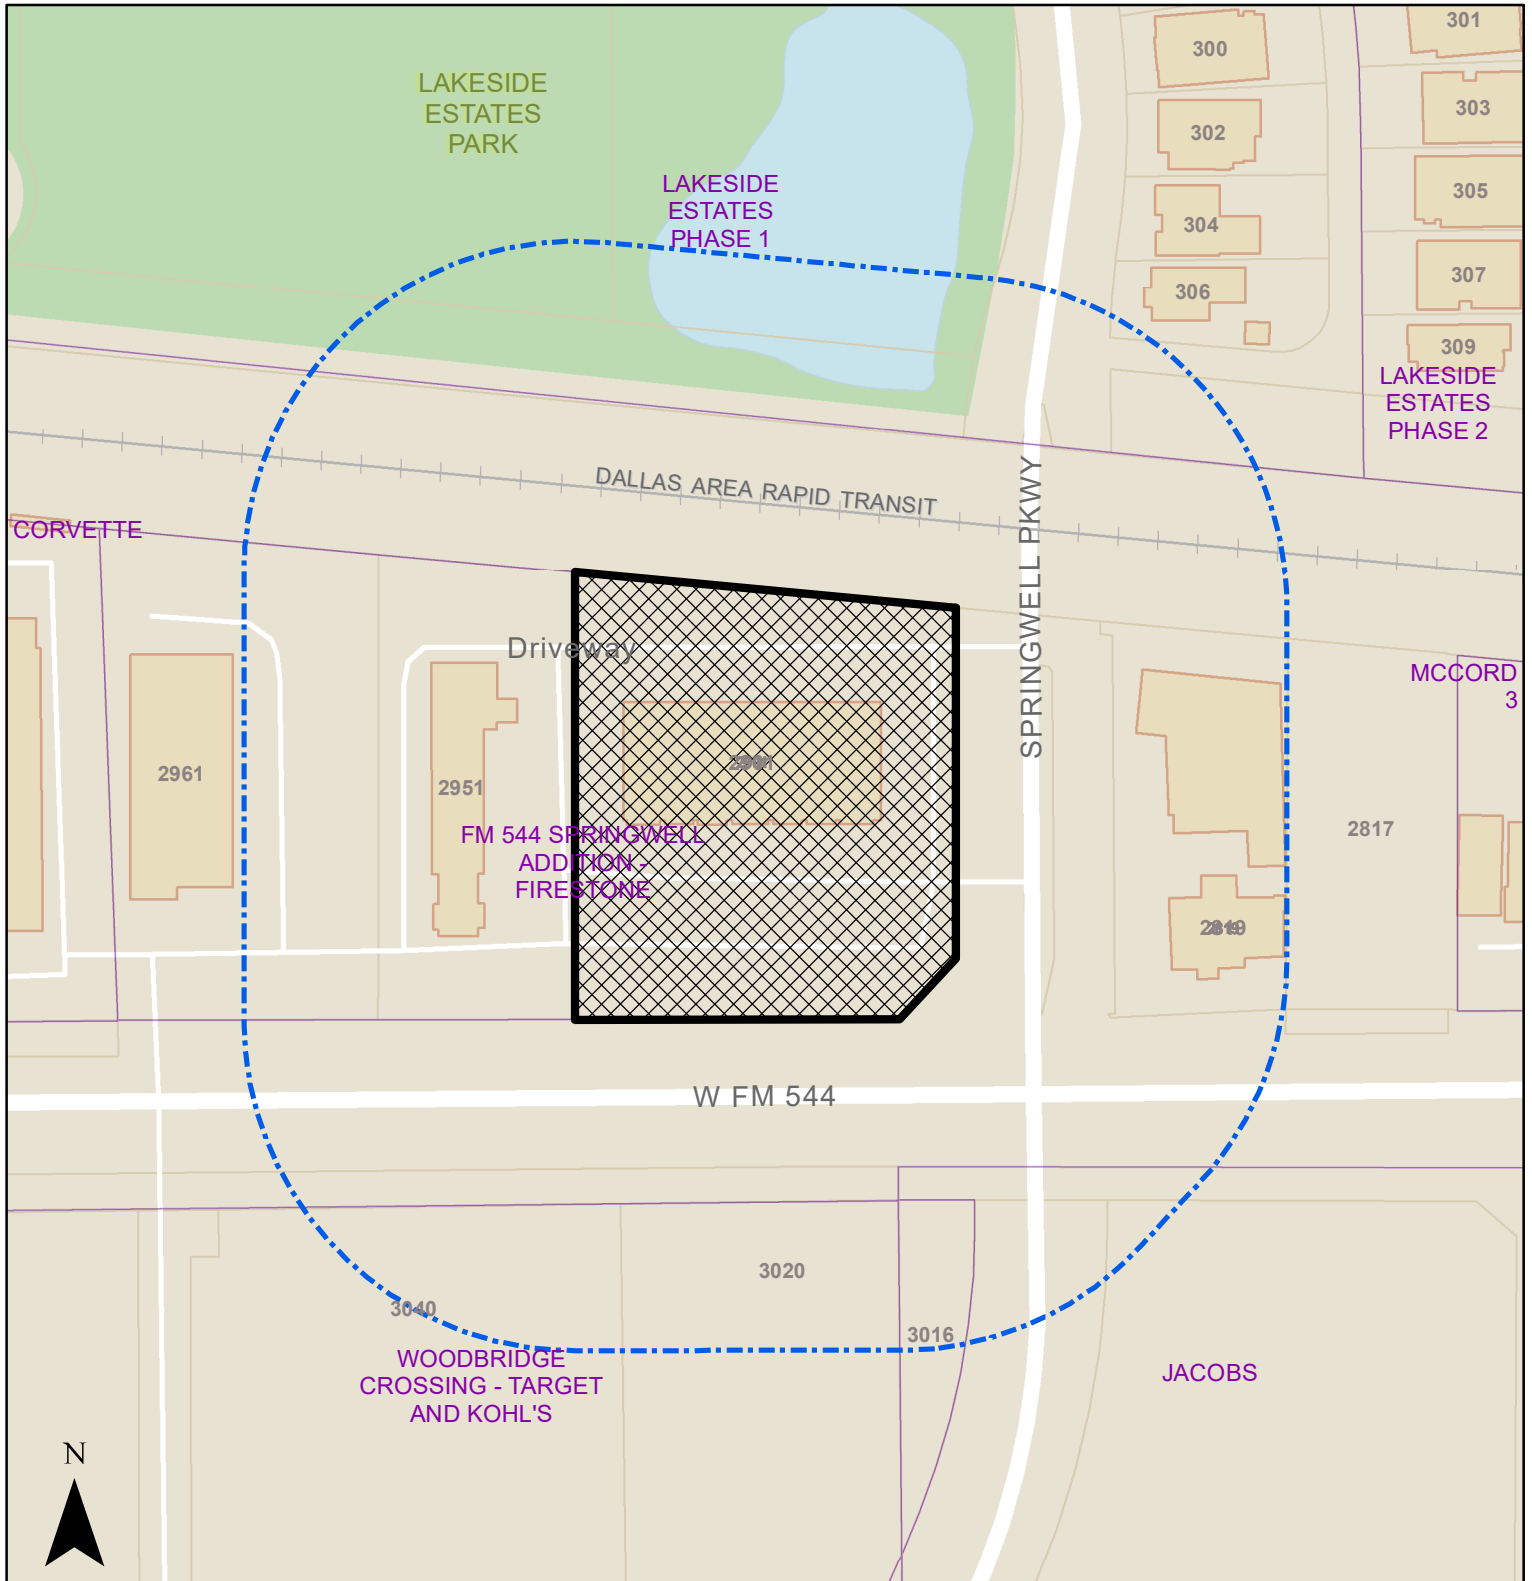 301
300
303
302
LAKESIDE
ESTATES
PARK
LAKESIDE
ESTATES
PHASE 1
305
304
307
306
309
LAKESIDE
ESTATES
PHASE 2
DALLAS AREA RAPID TRANSIT
SPRINGWELL PKWY
CORVETTE
Driveway
MCCORD
3
2961
2951
2817
FM 544 SPRINGWELL
ADDITION -
FIRESTONE
2819
W FM 544
3020
3040
3016
WOODBRIDGE
CROSSING - TARGET
AND KOHL'S
JACOBS
N